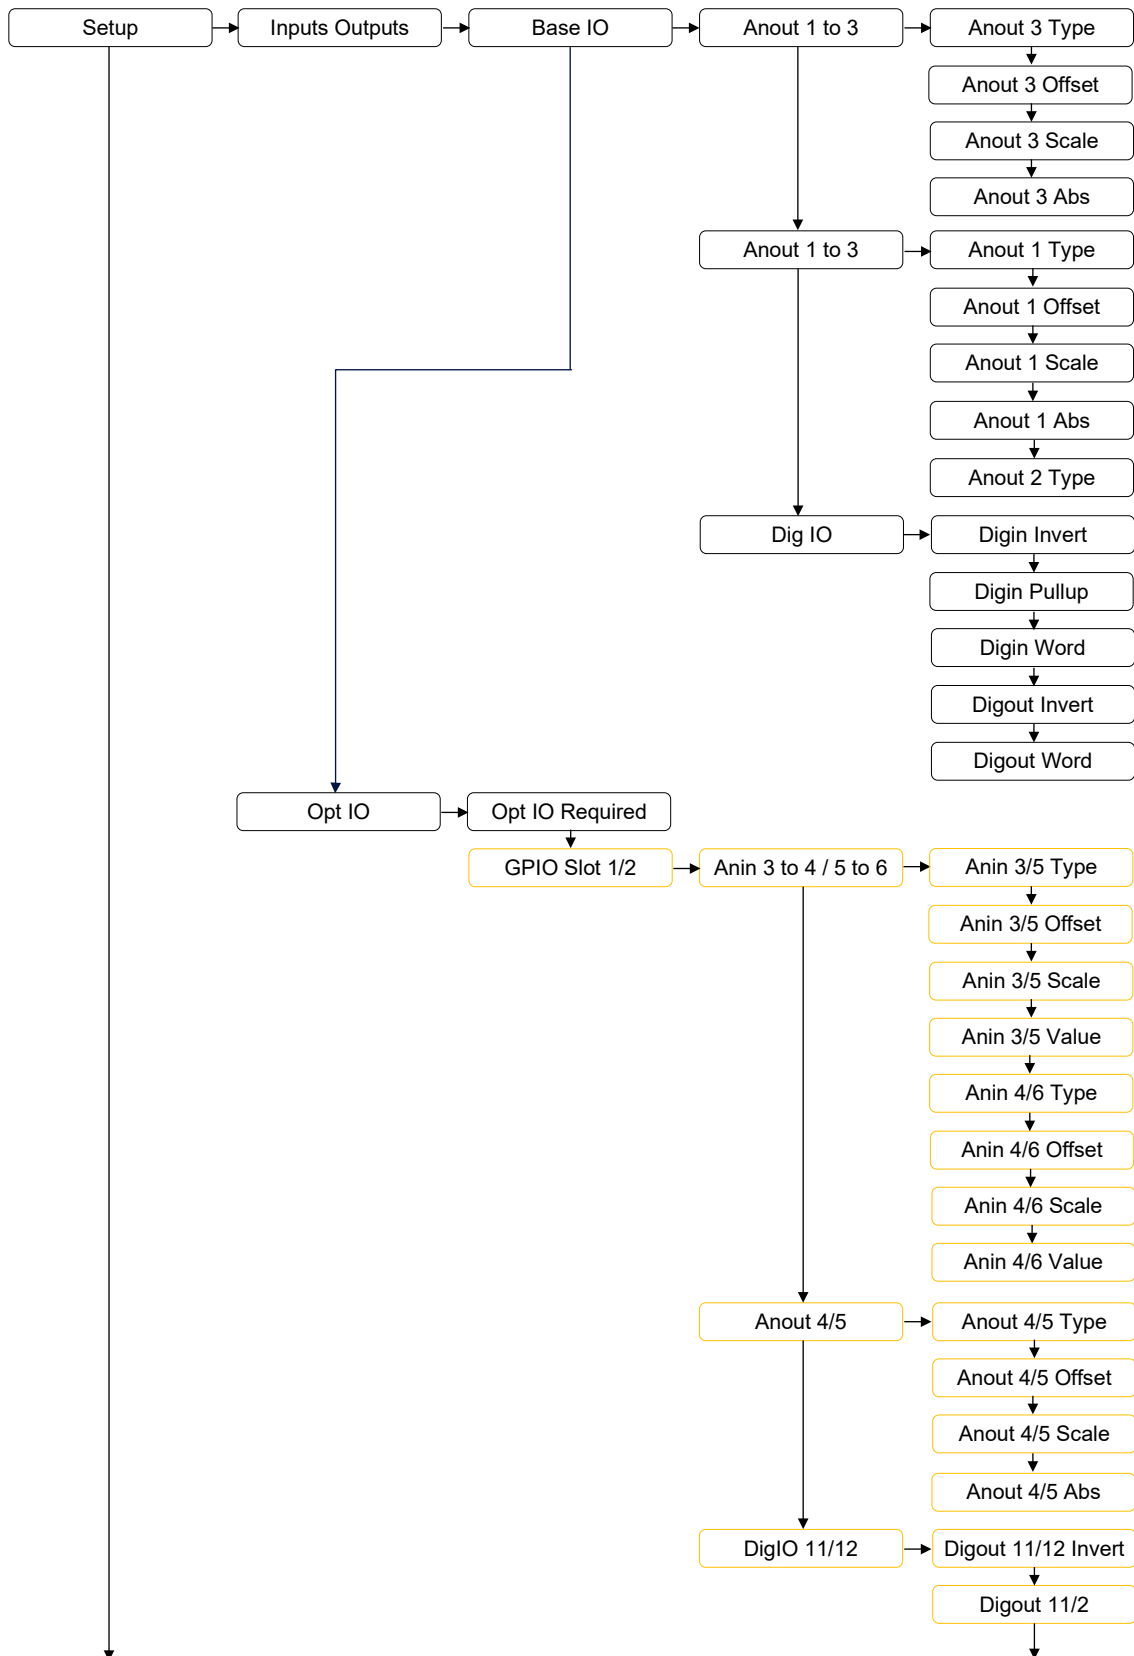 Setup
Inputs Outputs
Base IO
Anout 1 to 3
Anout 3 Type
Anout 3 Offset
Anout 3 Scale
Anout 3 Abs
Anout 1 to 3
Anout 1 Type
Anout 1 Offset
Anout 1 Scale
Anout 1 Abs
Anout 2 Type
Dig IO
Digin Invert
Digin Pullup
Digin Word
Digout Invert
Digout Word
Opt IO
Opt IO Required
GPIO Slot 1/2
Anin 3 to 4 / 5 to 6
Anin 3/5 Type
Anin 3/5 Offset
Anin 3/5 Scale
Anin 3/5 Value
Anin 4/6 Type
Anin 4/6 Offset
Anin 4/6 Scale
Anin 4/6 Value
Anout 4/5
Anout 4/5 Type
Anout 4/5 Offset
Anout 4/5 Scale
Anout 4/5 Abs
DigIO 11/12
Digout 11/12 Invert
Digout 11/2